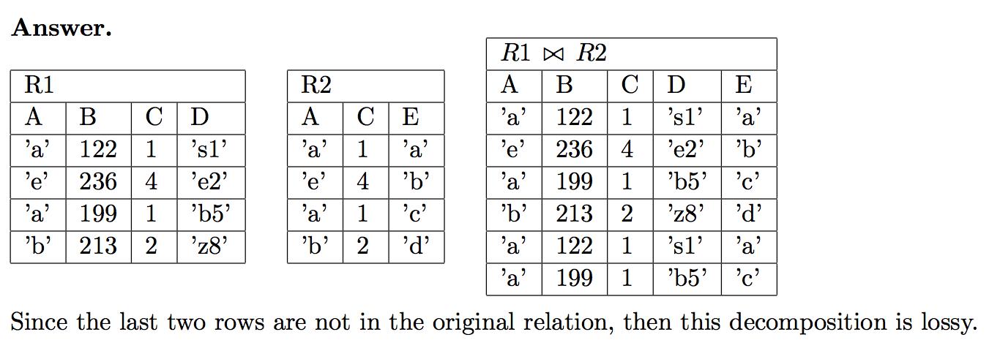 Answer.
R1
A B C D
’a’ 122 1 ’s1’
’e’ 236 4 ’e2’
’a’ 199 1 ’b5’
’b’ 213 2 ’z8’
R2
A C E
’a’ 1 ’a’
’e’ 4 ’b’
’a’ 1 ’c’
’b’ 2 ’d’
R1 ⋈ R2
A B C D E
’a’ 122 1 ’s1’ ’a’
’e’ 236 4 ’e2’ ’b’
’a’ 199 1 ’b5’ ’c’
’b’ 213 2 ’z8’ ’d’
’a’ 122 1 ’s1’ ’a’
’a’ 199 1 ’b5’ ’c’
Since the last two rows are not in the original relation, then this decomposition is lossy.